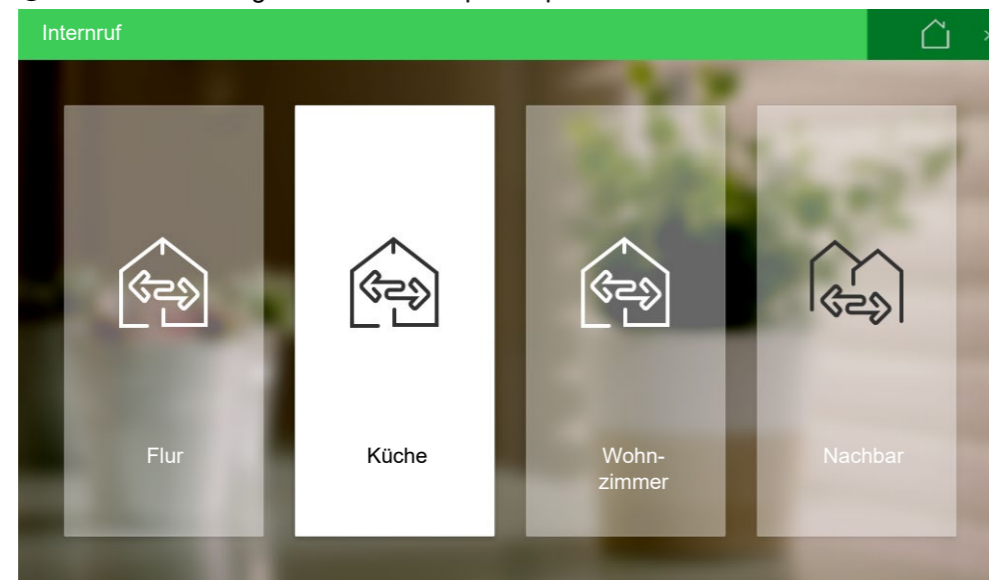 Internruf
Flur
Küche
Wohn-
zimmer
Nachbar